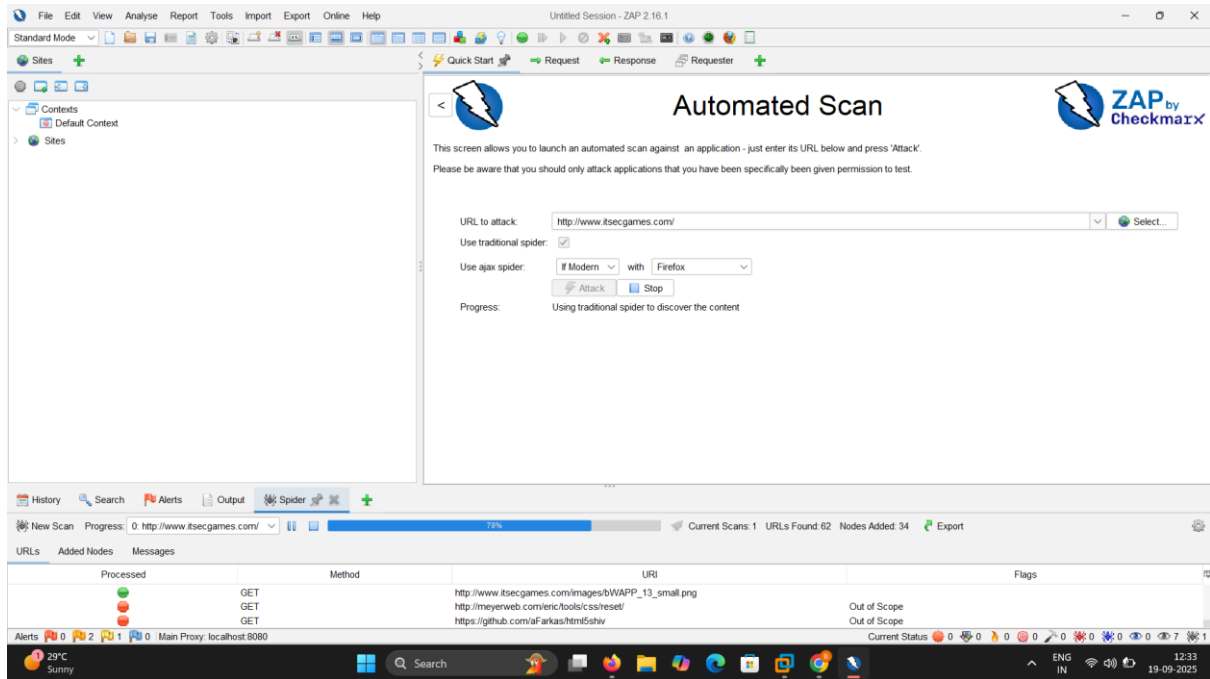 File Edit View Analyse Report Tools Import Export Online Help
Untitled Session - ZAP 2.16.1
Standard Mode
Sites
Quick Start Request Response Requester
Contexts
Default Context
Sites
<
Automated Scan
ZAP by
Checkmarx
This screen allows you to launch an automated scan against an application - just enter its URL below and press 'Attack'.
Please be aware that you should only attack applications that you have been specifically been given permission to test.
URL to attack: http://www.itsecgames.com/ Select...
Use traditional spider:
Use ajax spider: If Modern with Firefox
Attack Stop
Progress: Using traditional spider to discover the content
History Search Alerts Output Spider
New Scan Progress: 0: http://www.itsecgames.com/ 79% Current Scans: 1 URLs Found: 62 Nodes Added: 34 Export
URLs Added Nodes Messages
Processed Method URI Flags
GET http://www.itsecgames.com/images/bWAPP_13_small.png
GET http://meyerweb.com/eric/tools/css/reset/ Out of Scope
GET https://github.com/aFarkas/html5shiv Out of Scope
Alerts 0 2 1 0 Main Proxy: localhost:8080 Current Status 0 0 0 0 0 0 0 0 7 1
1 29°C
Sunny
Search
ENG
IN
12:33
19-09-2025